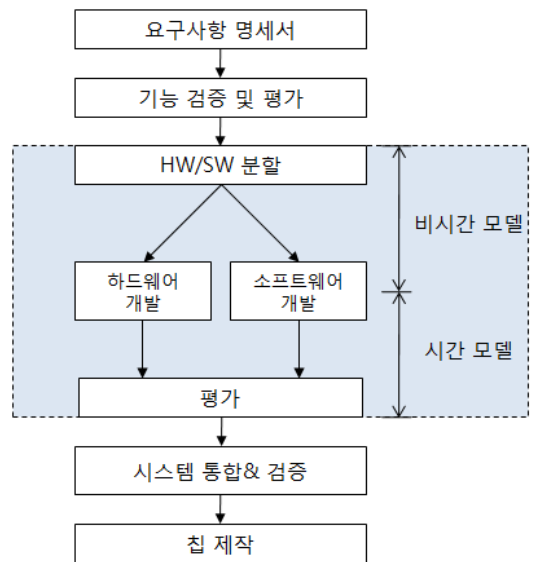 요구사항 명세서
기능 검증 및 평가
HW/SW 분할
비시간 모델
하드웨어
개발
소프트웨어
개발
시간 모델
평가
시스템 통합& 검증
칩 제작